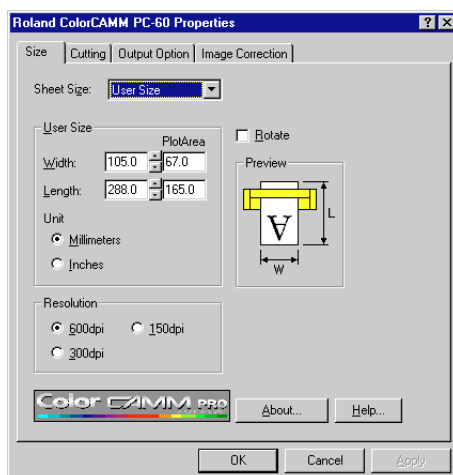 Roland ColorCAMM PC-60 Properties
Size Cutting Output Option Image Correction
Sheet Size: User Size
User Size
PlotArea
Width: 105.0 67.0
Length: 288.0 165.0
Unit
Millimeters
Inches
Rotate
Preview
A
L
W
Resolution
600dpi 150dpi
300dpi
Color CAMM PRO
About... Help...
OK Cancel Apply